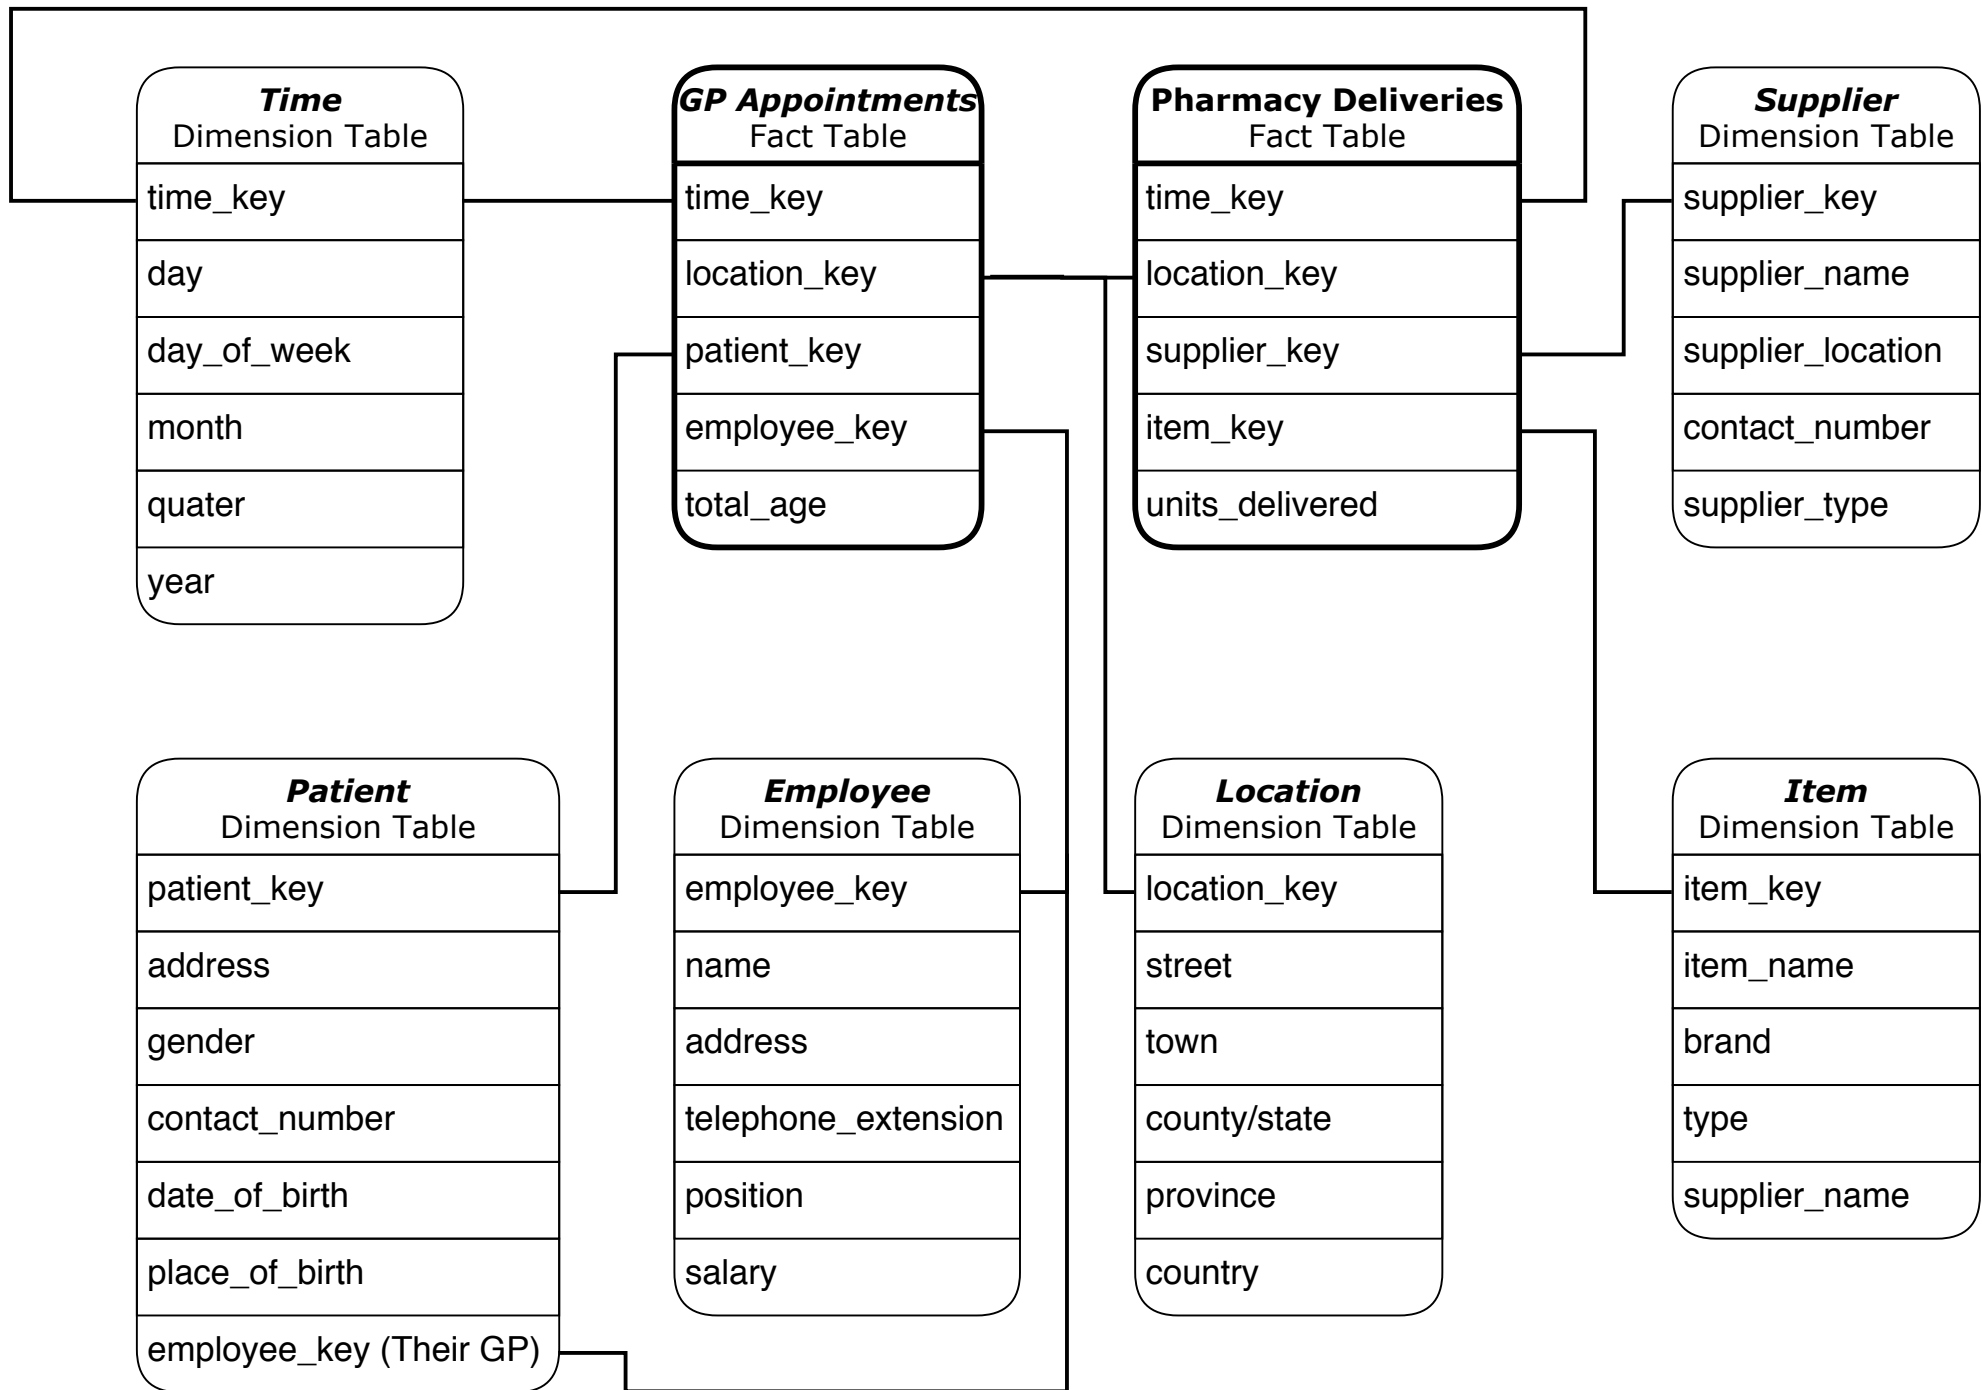 Time
Dimension Table
time_key
day
day_of_week
month
quater
year
GP Appointments
Fact Table
time_key
location_key
patient_key
employee_key
total_age
Pharmacy Deliveries
Fact Table
time_key
location_key
supplier_key
item_key
units_delivered
Supplier
Dimension Table
supplier_key
supplier_name
supplier_location
contact_number
supplier_type
Patient
Dimension Table
patient_key
address
gender
contact_number
date_of_birth
place_of_birth
employee_key (Their GP)
Employee
Dimension Table
employee_key
name
address
telephone_extension
position
salary
Location
Dimension Table
location_key
street
town
county/state
province
country
Item
Dimension Table
item_key
item_name
brand
type
supplier_name